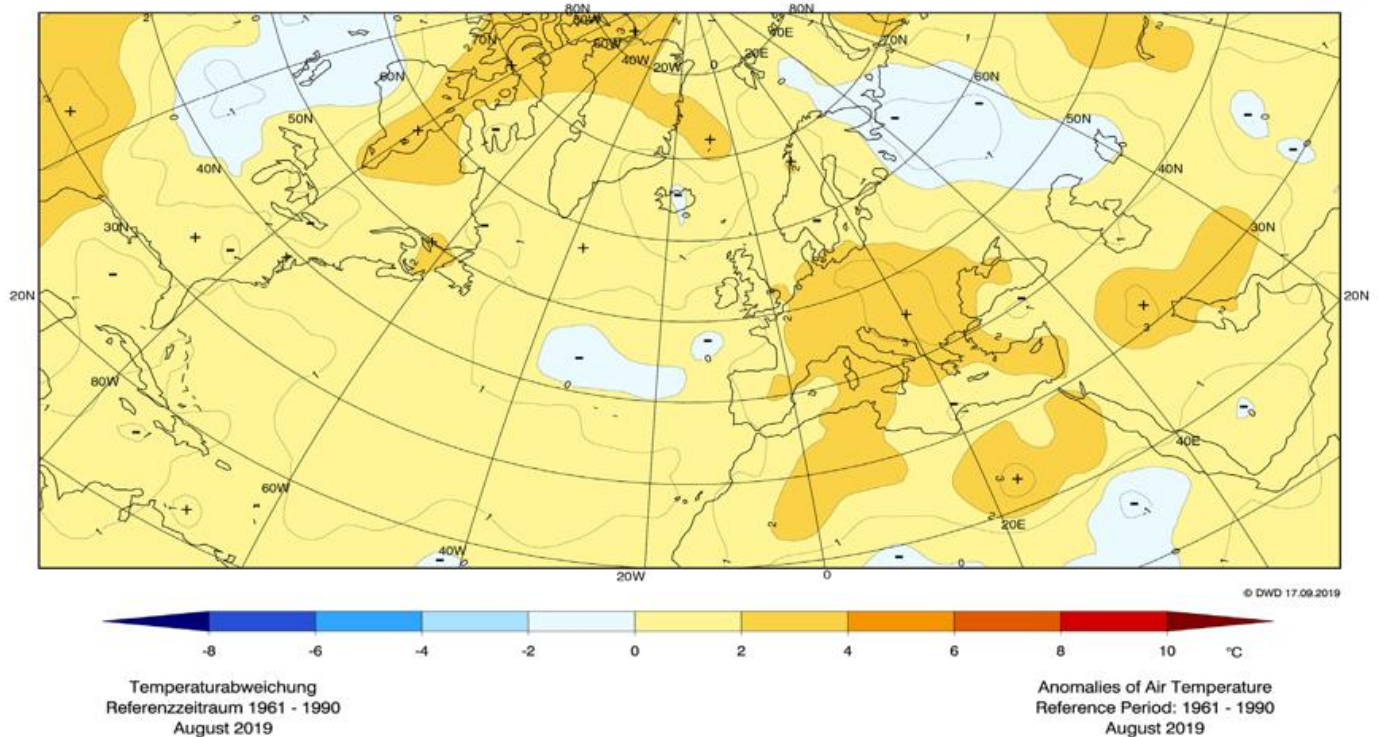 80N
80N
80W
60W
40W
20W
0
20E
40E
70N
60N
50N
40N
30N
20N
70N
60N
50N
40N
30N
20N
80W
60W
40W
20W
0
20E
40E
© DWD 17.09.2019
-8 -6 -4 -2 0 2 4 6 8 10 °C
Temperaturabweichung
Referenzzeitraum 1961 - 1990
August 2019
Anomalies of Air Temperature
Reference Period: 1961 - 1990
August 2019